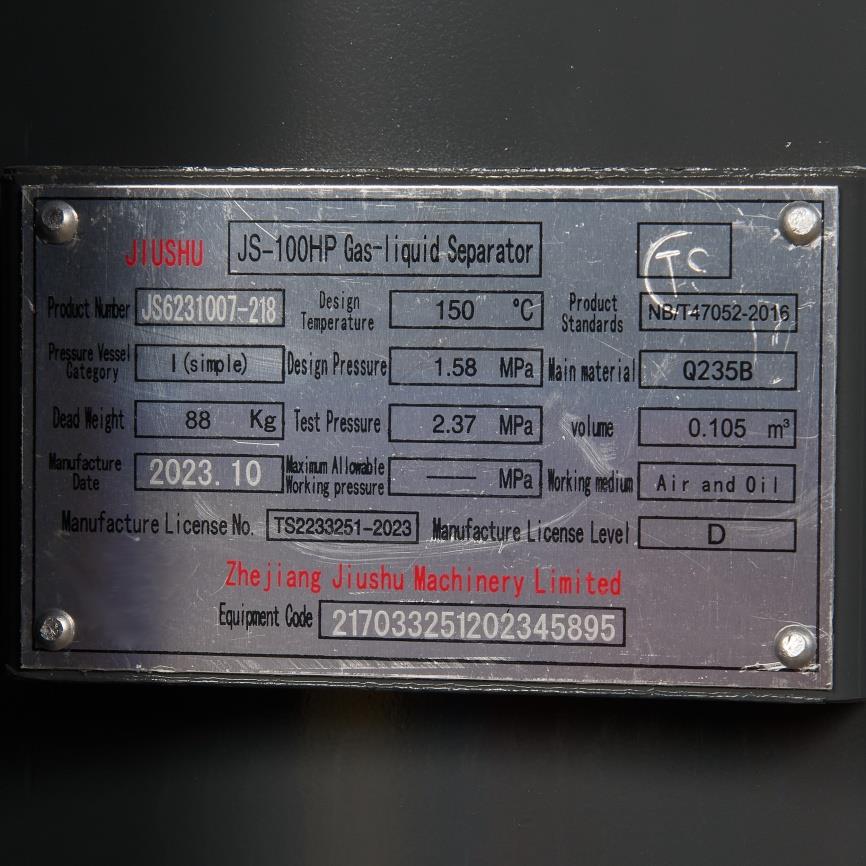 JIUSHU JS-100HP Gas-liquid Separator TS
Product Number JS6231007-218 Design Temperature 150 °C Product Standards NB/T47052-2016
Pressure Vessel Category I (simple) Design Pressure 1.58 MPa Main material Q235B
Dead Weight 88 Kg Test Pressure 2.37 MPa volume 0.105 m³
Manufacture Date 2023.10 Maximum Allowable Working pressure —— MPa Working medium Air and Oil
Manufacture License No. TS2233251-2023 Manufacture License Level D
Zhejiang Jiushu Machinery Limited
Equipment Code 217033251202345895